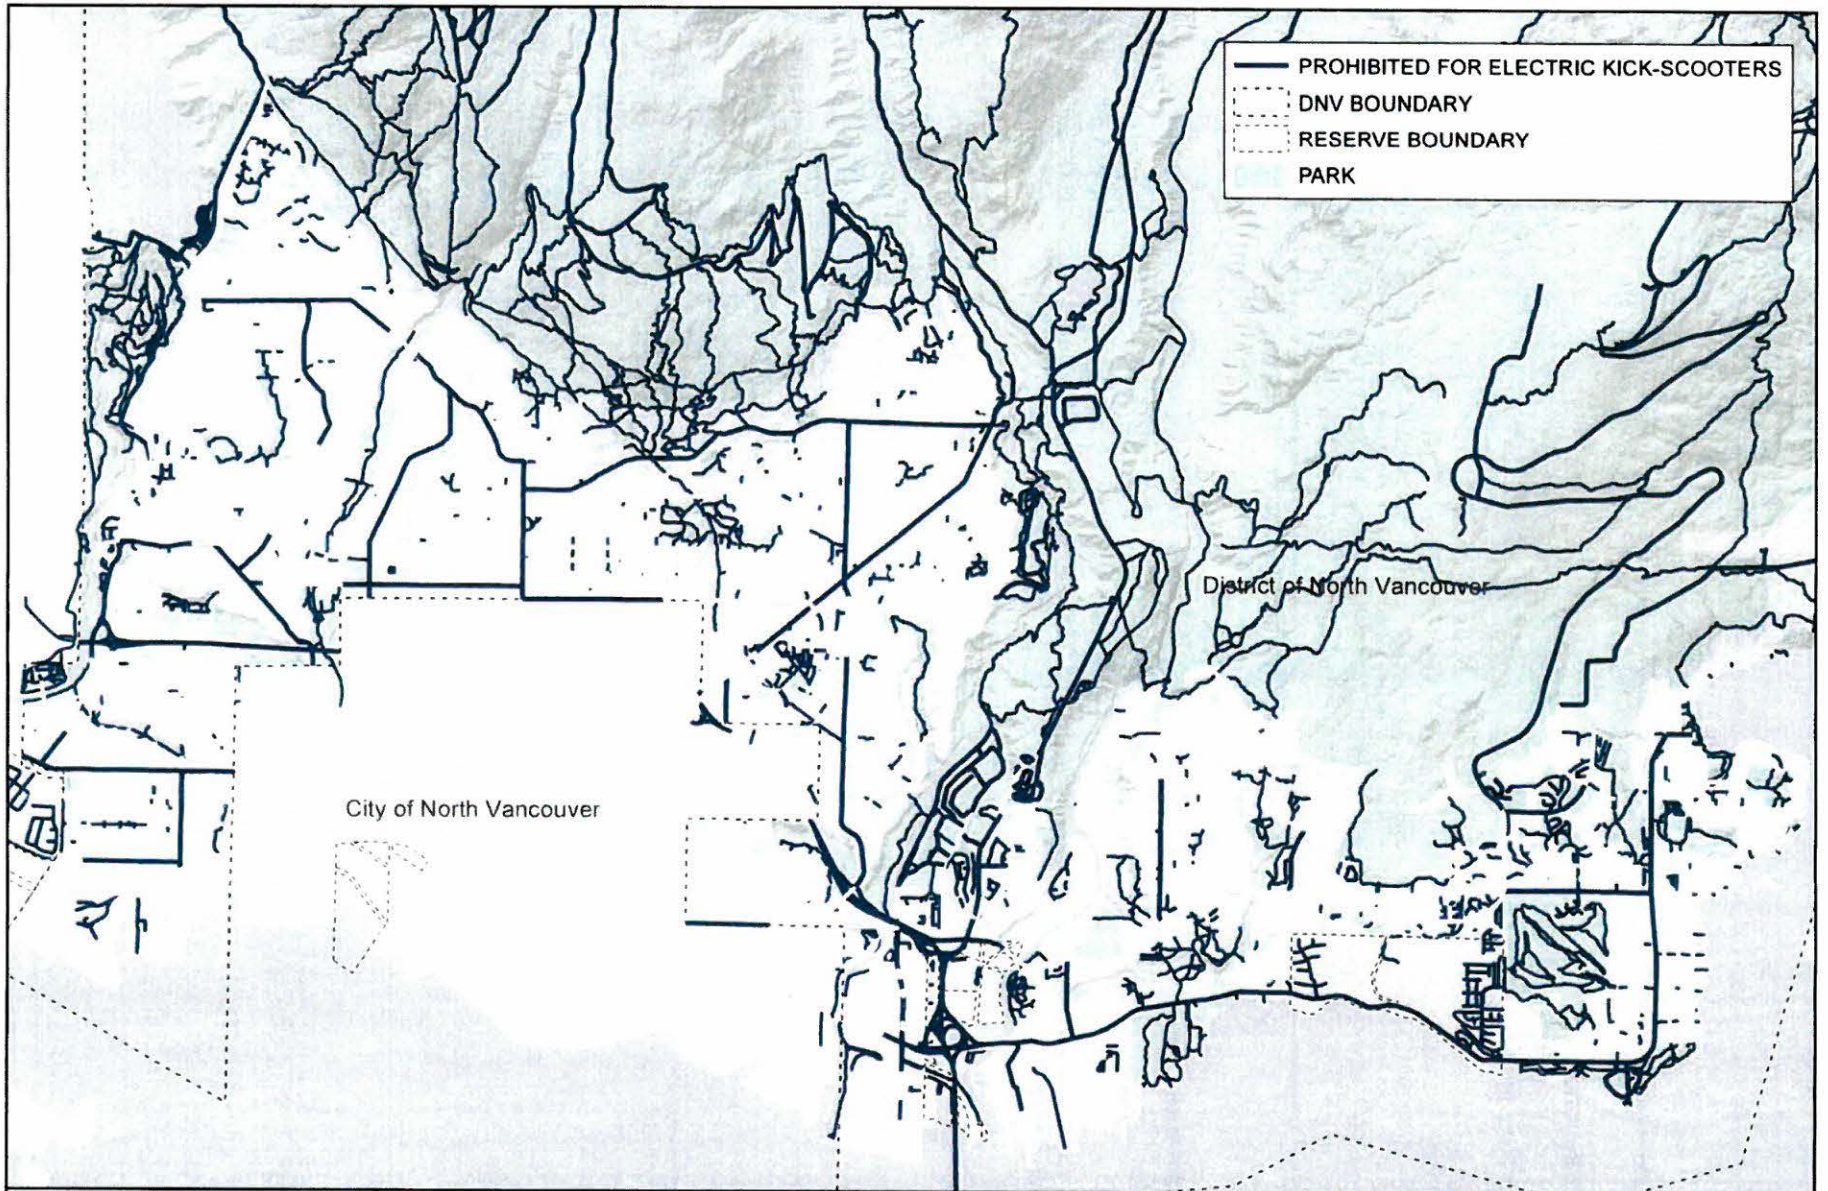 PROHIBITED FOR ELECTRIC KICK-SCOOTERS
DNV BOUNDARY
RESERVE BOUNDARY
PARK
District of North Vancouver
City of North Vancouver